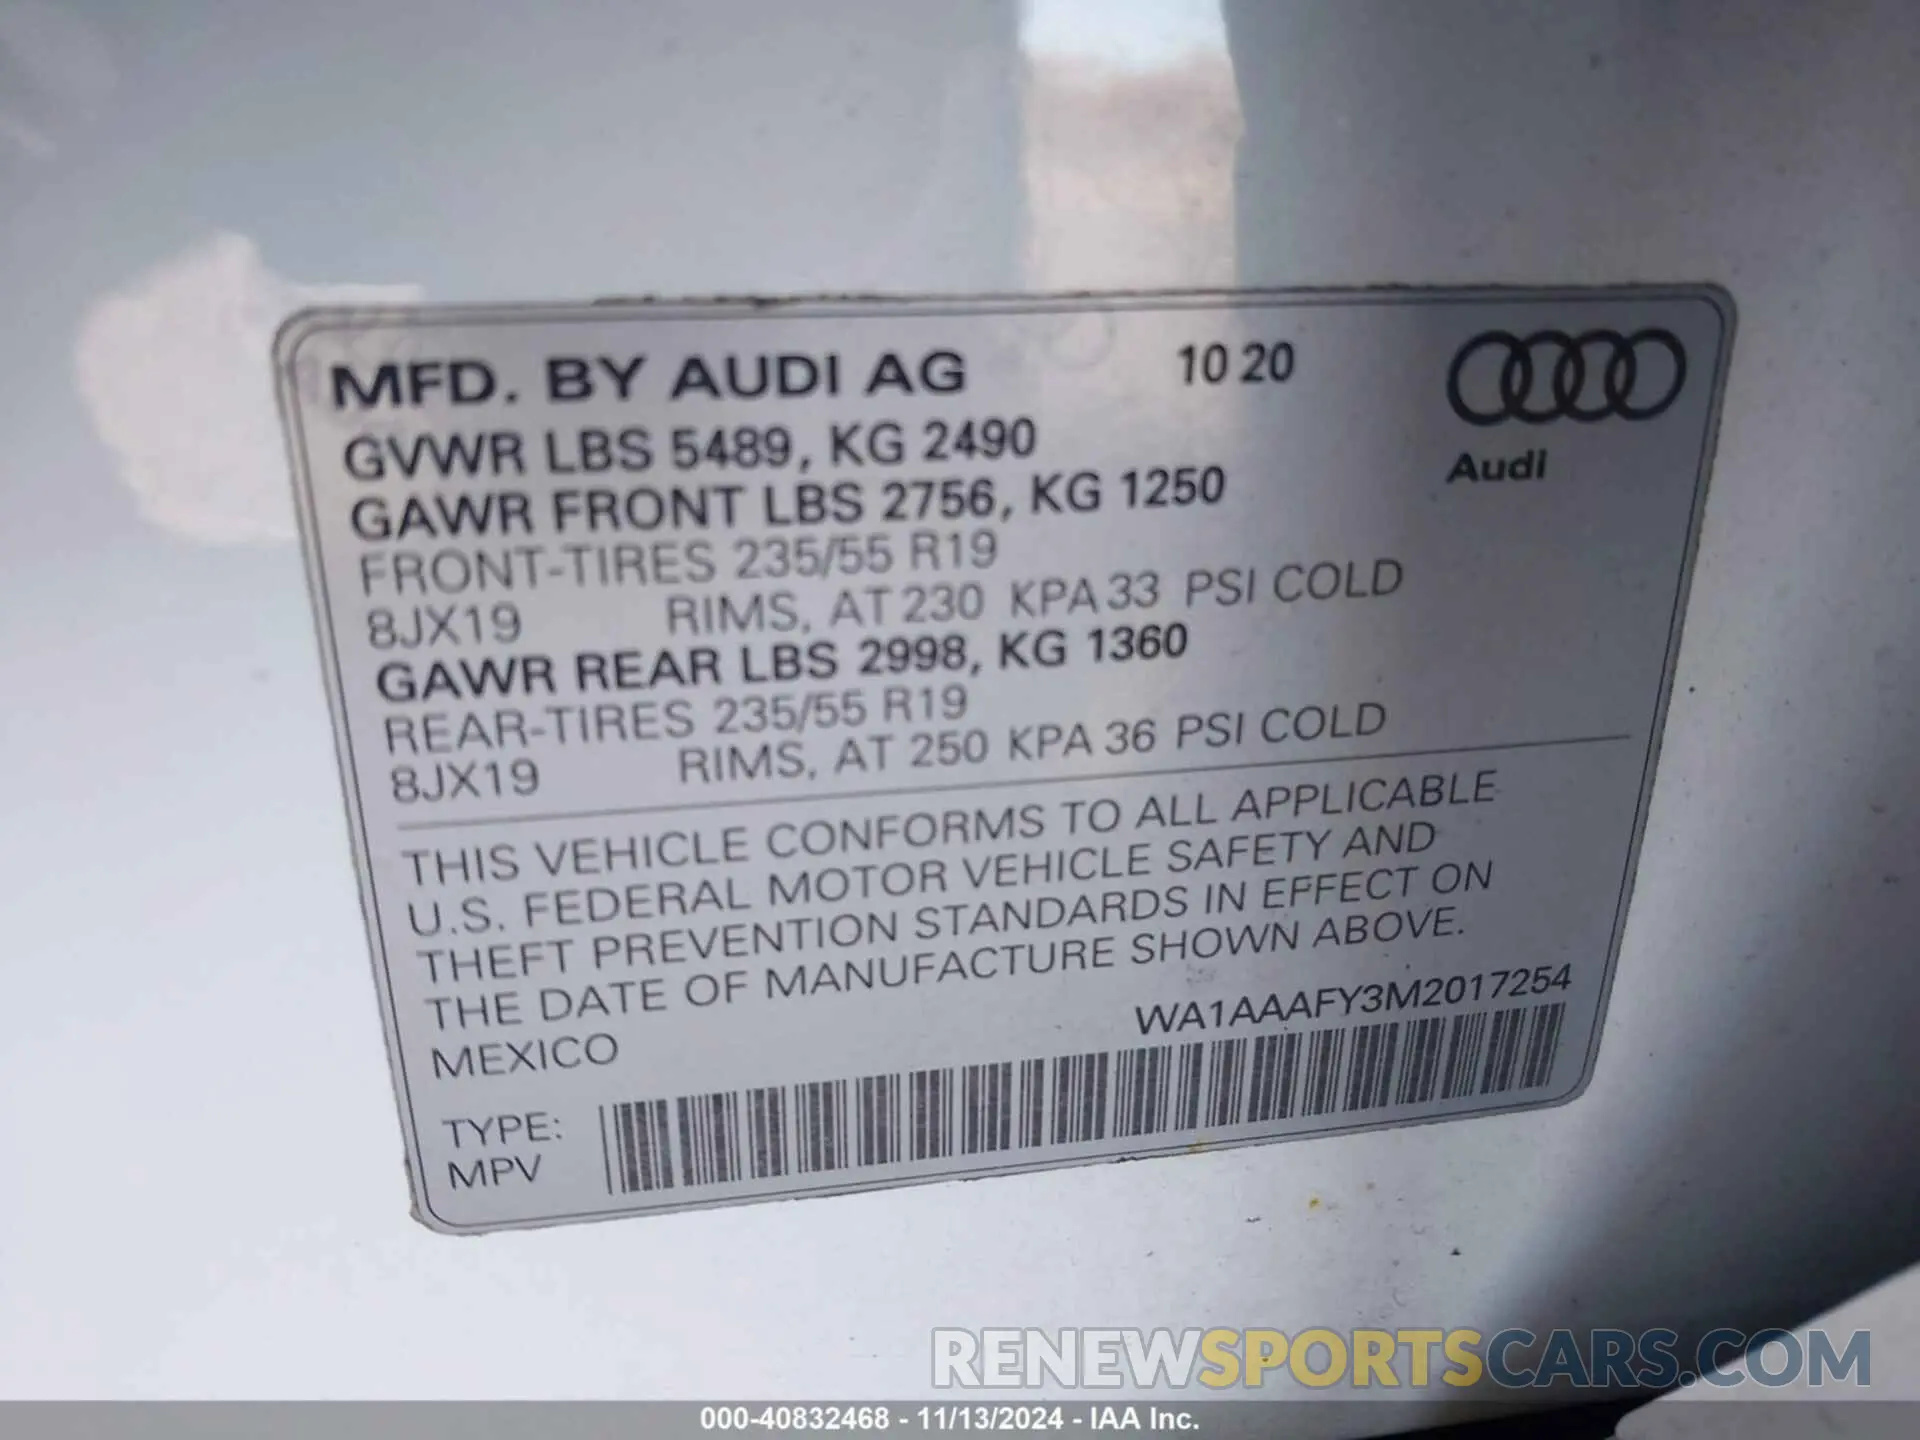 MFD. BY AUDI AG 10 20
GVWR LBS 5489, KG 2490
Audi
GAWR FRONT LBS 2756, KG 1250
FRONT-TIRES 235/55 R19
8JX19 RIMS, AT 230 KPA 33 PSI COLD
GAWR REAR LBS 2998, KG 1360
REAR-TIRES 235/55 R19
8JX19 RIMS, AT 250 KPA 36 PSI COLD
THIS VEHICLE CONFORMS TO ALL APPLICABLE
U.S. FEDERAL MOTOR VEHICLE SAFETY AND
THEFT PREVENTION STANDARDS IN EFFECT ON
THE DATE OF MANUFACTURE SHOWN ABOVE.
MEXICO WA1AAAFY3M2017254
TYPE:
MPV
RENEWSPORTSCARS.COM
000-40832468 - 11/13/2024 - IAA Inc.